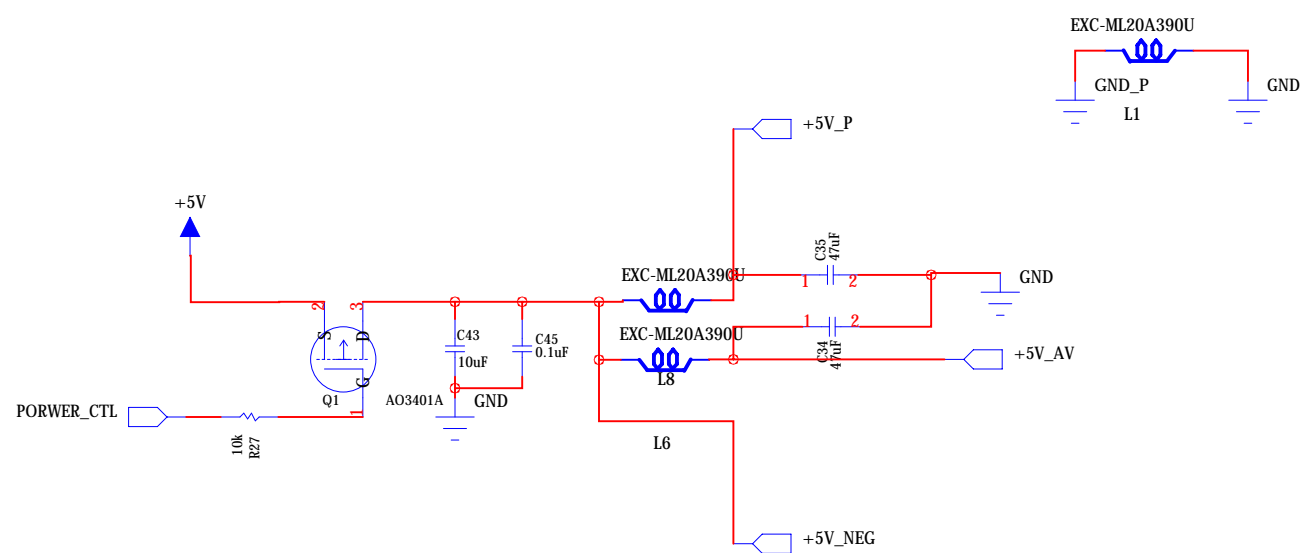 EXC-ML20A390U
GND_P
GND
L1
+5V_P
+5V
C35
47uF
EXC-ML20A390U
1
2
GND
2
3
S
D
EXC-ML20A390U
1
2
C34
47uF
C43
10uF
C45
0.1uF
+5V_AV
L8
G
Q1
AO3401A
GND
PORWER_CTL
1
10k
R27
L6
+5V_NEG